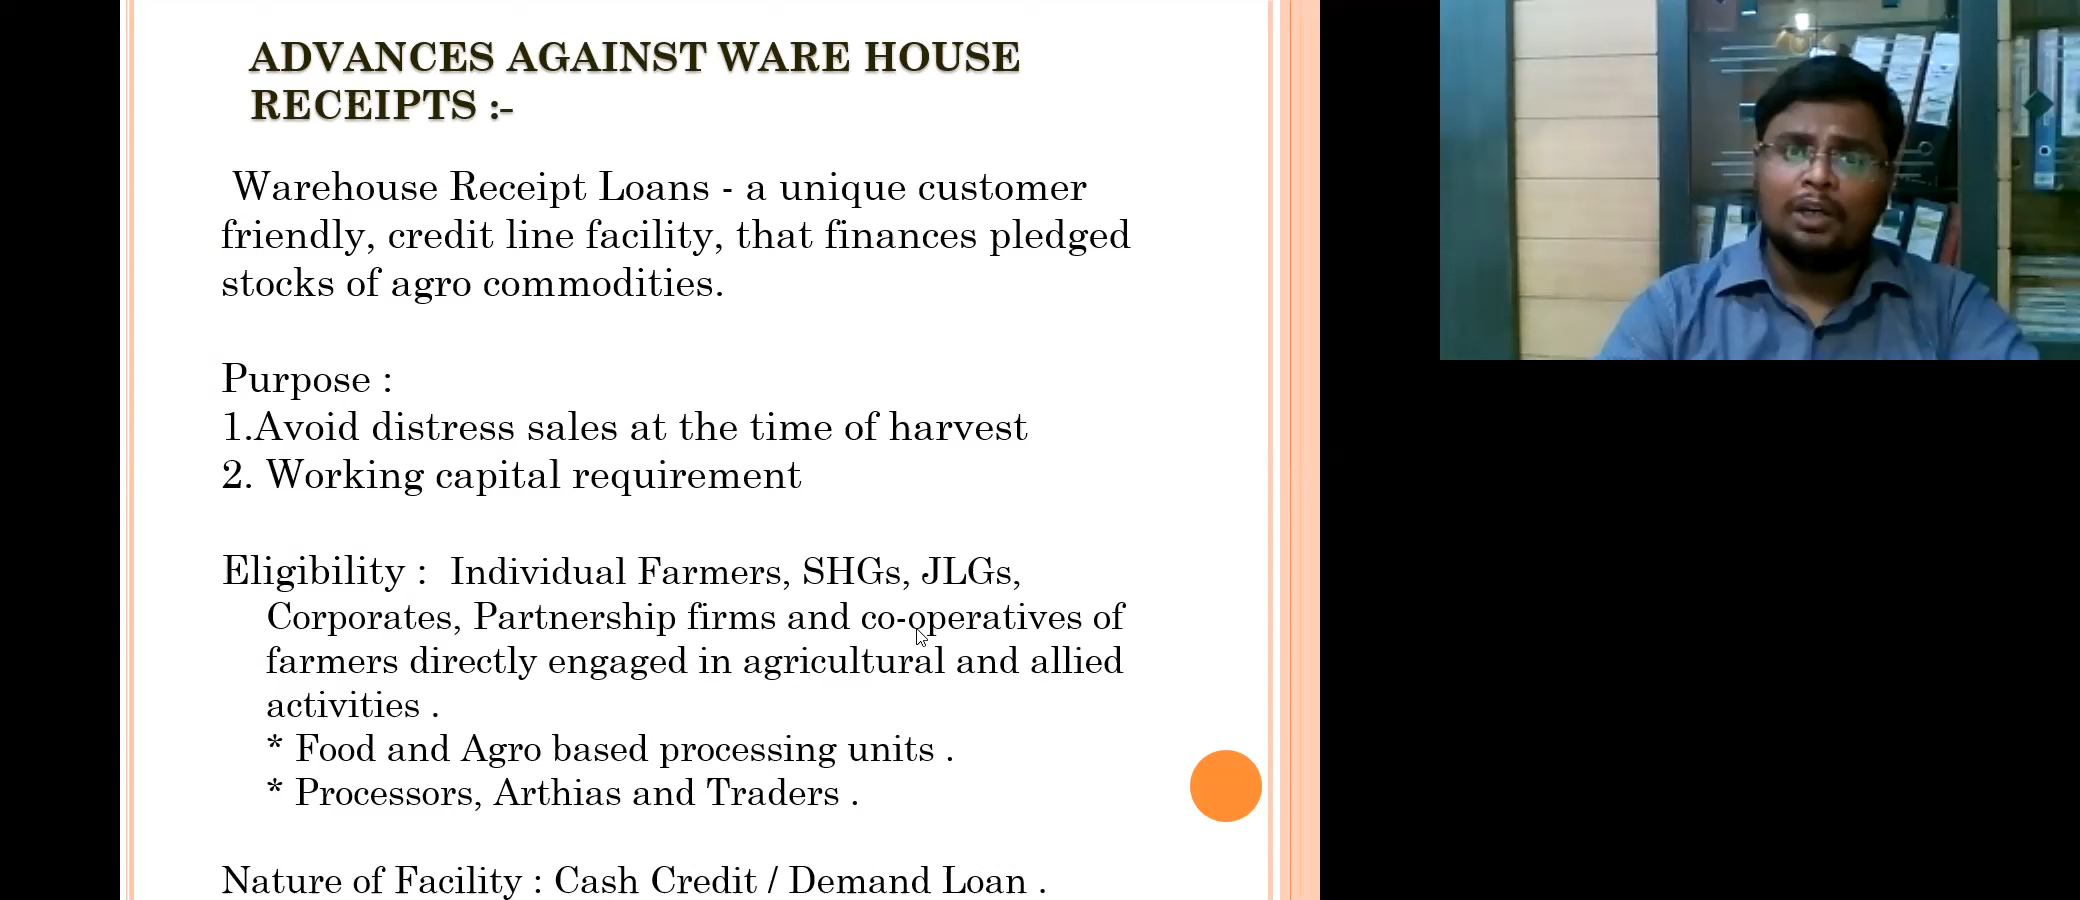 ADVANCES AGAINST WARE HOUSE
RECEIPTS :-
Warehouse Receipt Loans - a unique customer
friendly, credit line facility, that finances pledged
stocks of agro commodities.
Purpose :
1.Avoid distress sales at the time of harvest
2. Working capital requirement
Eligibility : Individual Farmers, SHGs, JLGs,
Corporates, Partnership firms and co-operatives of
farmers directly engaged in agricultural and allied
activities .
* Food and Agro based processing units .
* Processors, Arthias and Traders .
Nature of Facility : Cash Credit / Demand Loan .